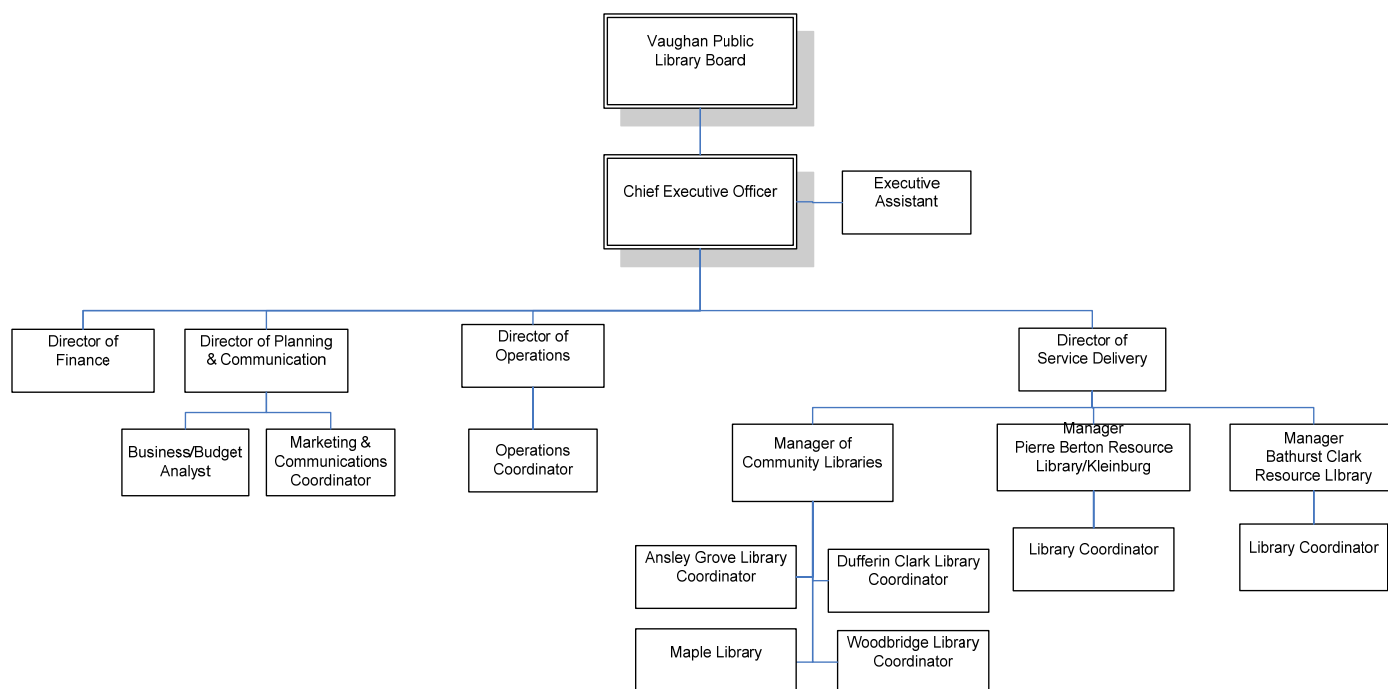 Vaughan Public
Library Board
Chief Executive Officer
Executive
Assistant
Director of
Finance
Director of Planning
& Communication
Director of
Operations
Director of
Service Delivery
Business/Budget
Analyst
Marketing &
Communications
Coordinator
Operations
Coordinator
Manager of
Community Libraries
Manager
Pierre Berton Resource
Library/Kleinburg
Manager
Bathurst Clark
Resource LIbrary
Ansley Grove Library
Coordinator
Dufferin Clark Library
Coordinator
Library Coordinator
Library Coordinator
Maple Library
Woodbridge Library
Coordinator